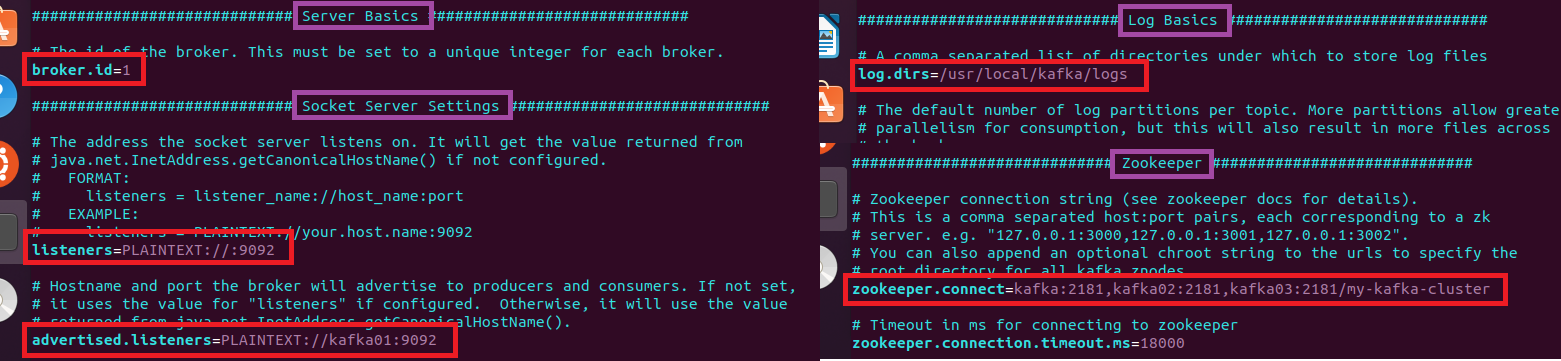 ############################# Server Basics #############################
# The id of the broker. This must be set to a unique integer for each broker.
broker.id=1
############################# Socket Server Settings #############################
# The address the socket server listens on. It will get the value returned from
# java.net.InetAddress.getCanonicalHostName() if not configured.
#   FORMAT:
#     listeners = listener_name://host_name:port
#   EXAMPLE:
#     listeners = PLAINTEXT://your.host.name:9092
listeners=PLAINTEXT://:9092
# Hostname and port the broker will advertise to producers and consumers. If not set,
# it uses the value for "listeners" if configured.  Otherwise, it will use the value
# returned from java.net.InetAddress.getCanonicalHostName().
advertised.listeners=PLAINTEXT://kafka01:9092
############################# Log Basics #############################
# A comma separated list of directories under which to store log files
log.dirs=/usr/local/kafka/logs
# The default number of log partitions per topic. More partitions allow greate
# parallelism for consumption, but this will also result in more files across
############################# Zookeeper #############################
# Zookeeper connection string (see zookeeper docs for details).
# This is a comma separated host:port pairs, each corresponding to a zk
# server. e.g. "127.0.0.1:3000,127.0.0.1:3001,127.0.0.1:3002".
# You can also append an optional chroot string to the urls to specify the
# root directory for all kafka znodes.
zookeeper.connect=kafka:2181,kafka02:2181,kafka03:2181/my-kafka-cluster
# Timeout in ms for connecting to zookeeper
zookeeper.connection.timeout.ms=18000